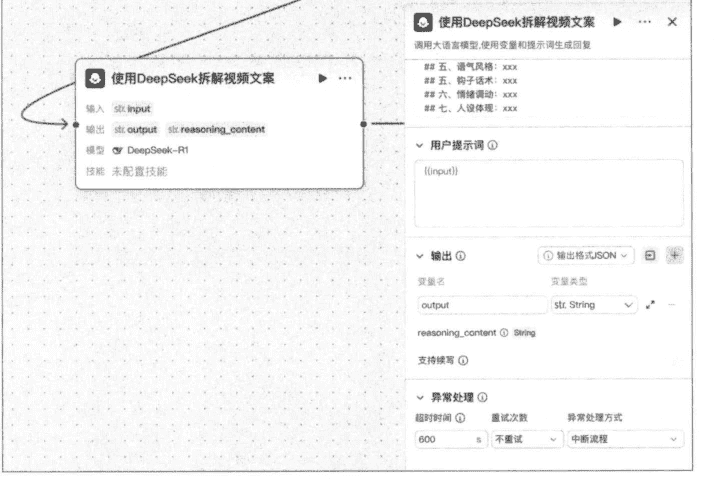 使用DeepSeek拆解视频文案
输入 str. input
输出 str. output str. reasoning_content
模型 DeepSeek-R1
技能 未配置技能
使用DeepSeek拆解视频文案
调用大语言模型,使用变量和提示词生成回复
## 五、语气风格：xxx
## 五、钩子话术：xxx
## 六、情绪调动：xxx
## 七、人设体现：xxx
用户提示词
{{input}}
输出 输出格式JSON
变量名 变量类型
output str. String
reasoning_content String
支持续写
异常处理
超时时间 重试次数 异常处理方式
600 s 不重试 中断流程